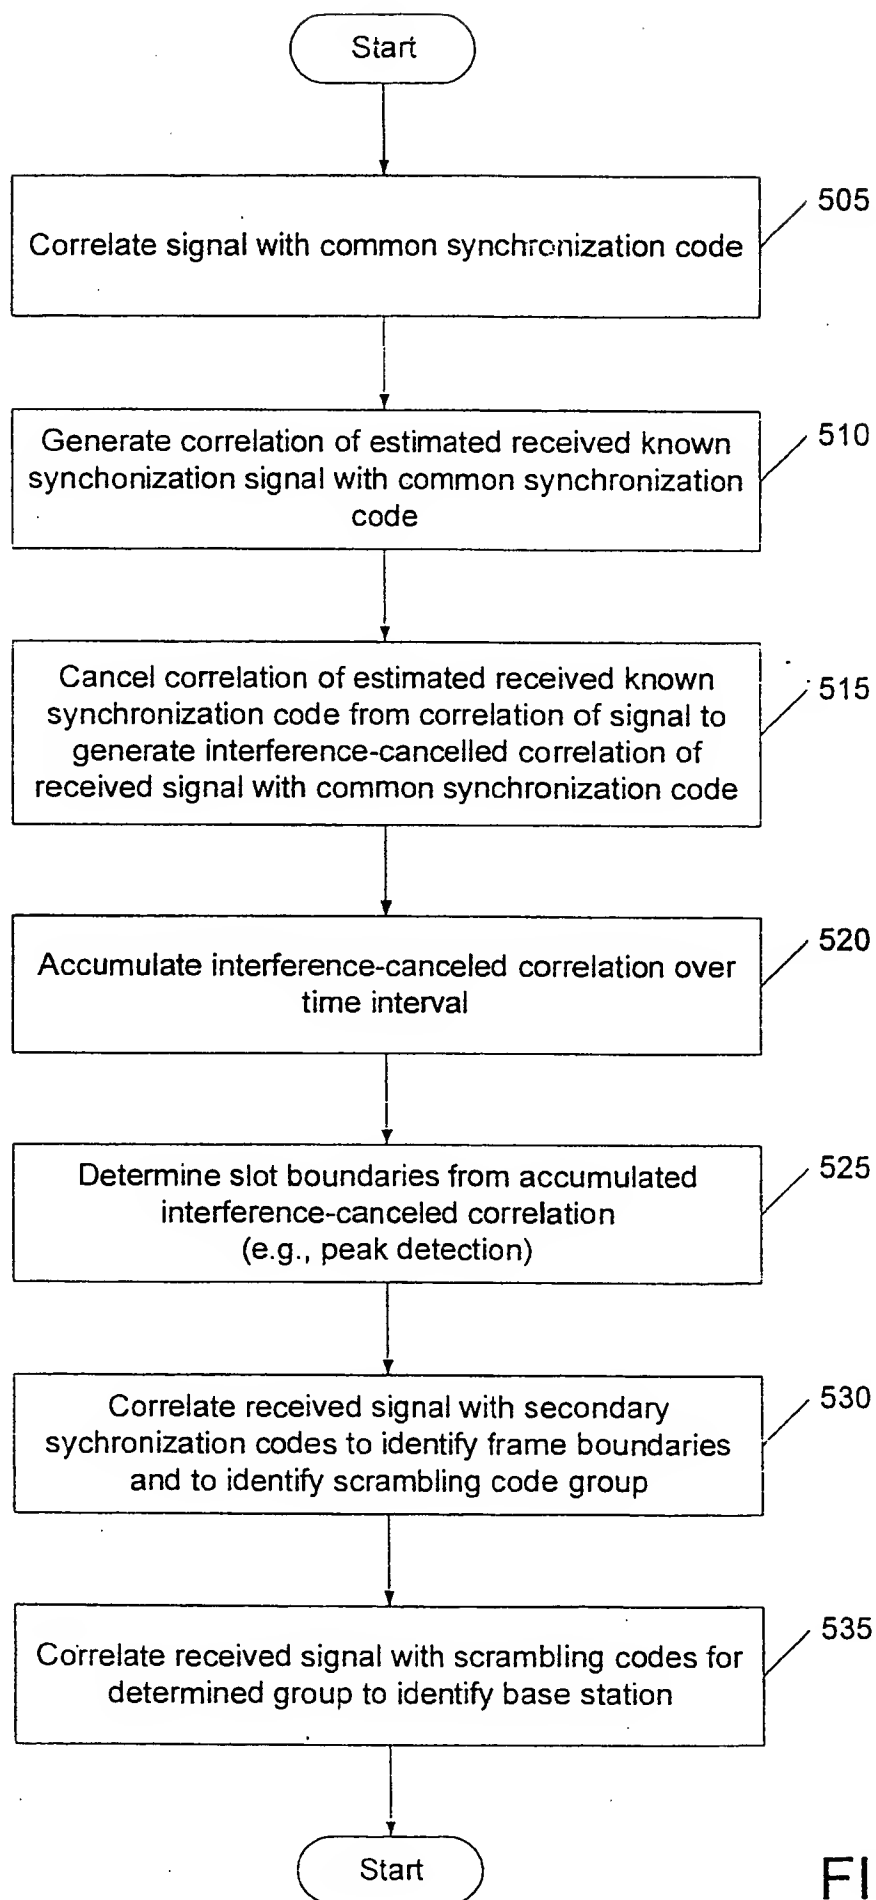 Start
505
Correlate signal with common synchronization code
510
Generate correlation of estimated received known
synchonization signal with common synchronization
code
515
Cancel correlation of estimated received known
synchronization code from correlation of signal to
generate interference-cancelled correlation of
received signal with common synchronization code
520
Accumulate interference-canceled correlation over
time interval
525
Determine slot boundaries from accumulated
interference-canceled correlation
(e.g., peak detection)
530
Correlate received signal with secondary
sychronization codes to identify frame boundaries
and to identify scrambling code group
535
Correlate received signal with scrambling codes for
determined group to identify base station
Start
FI